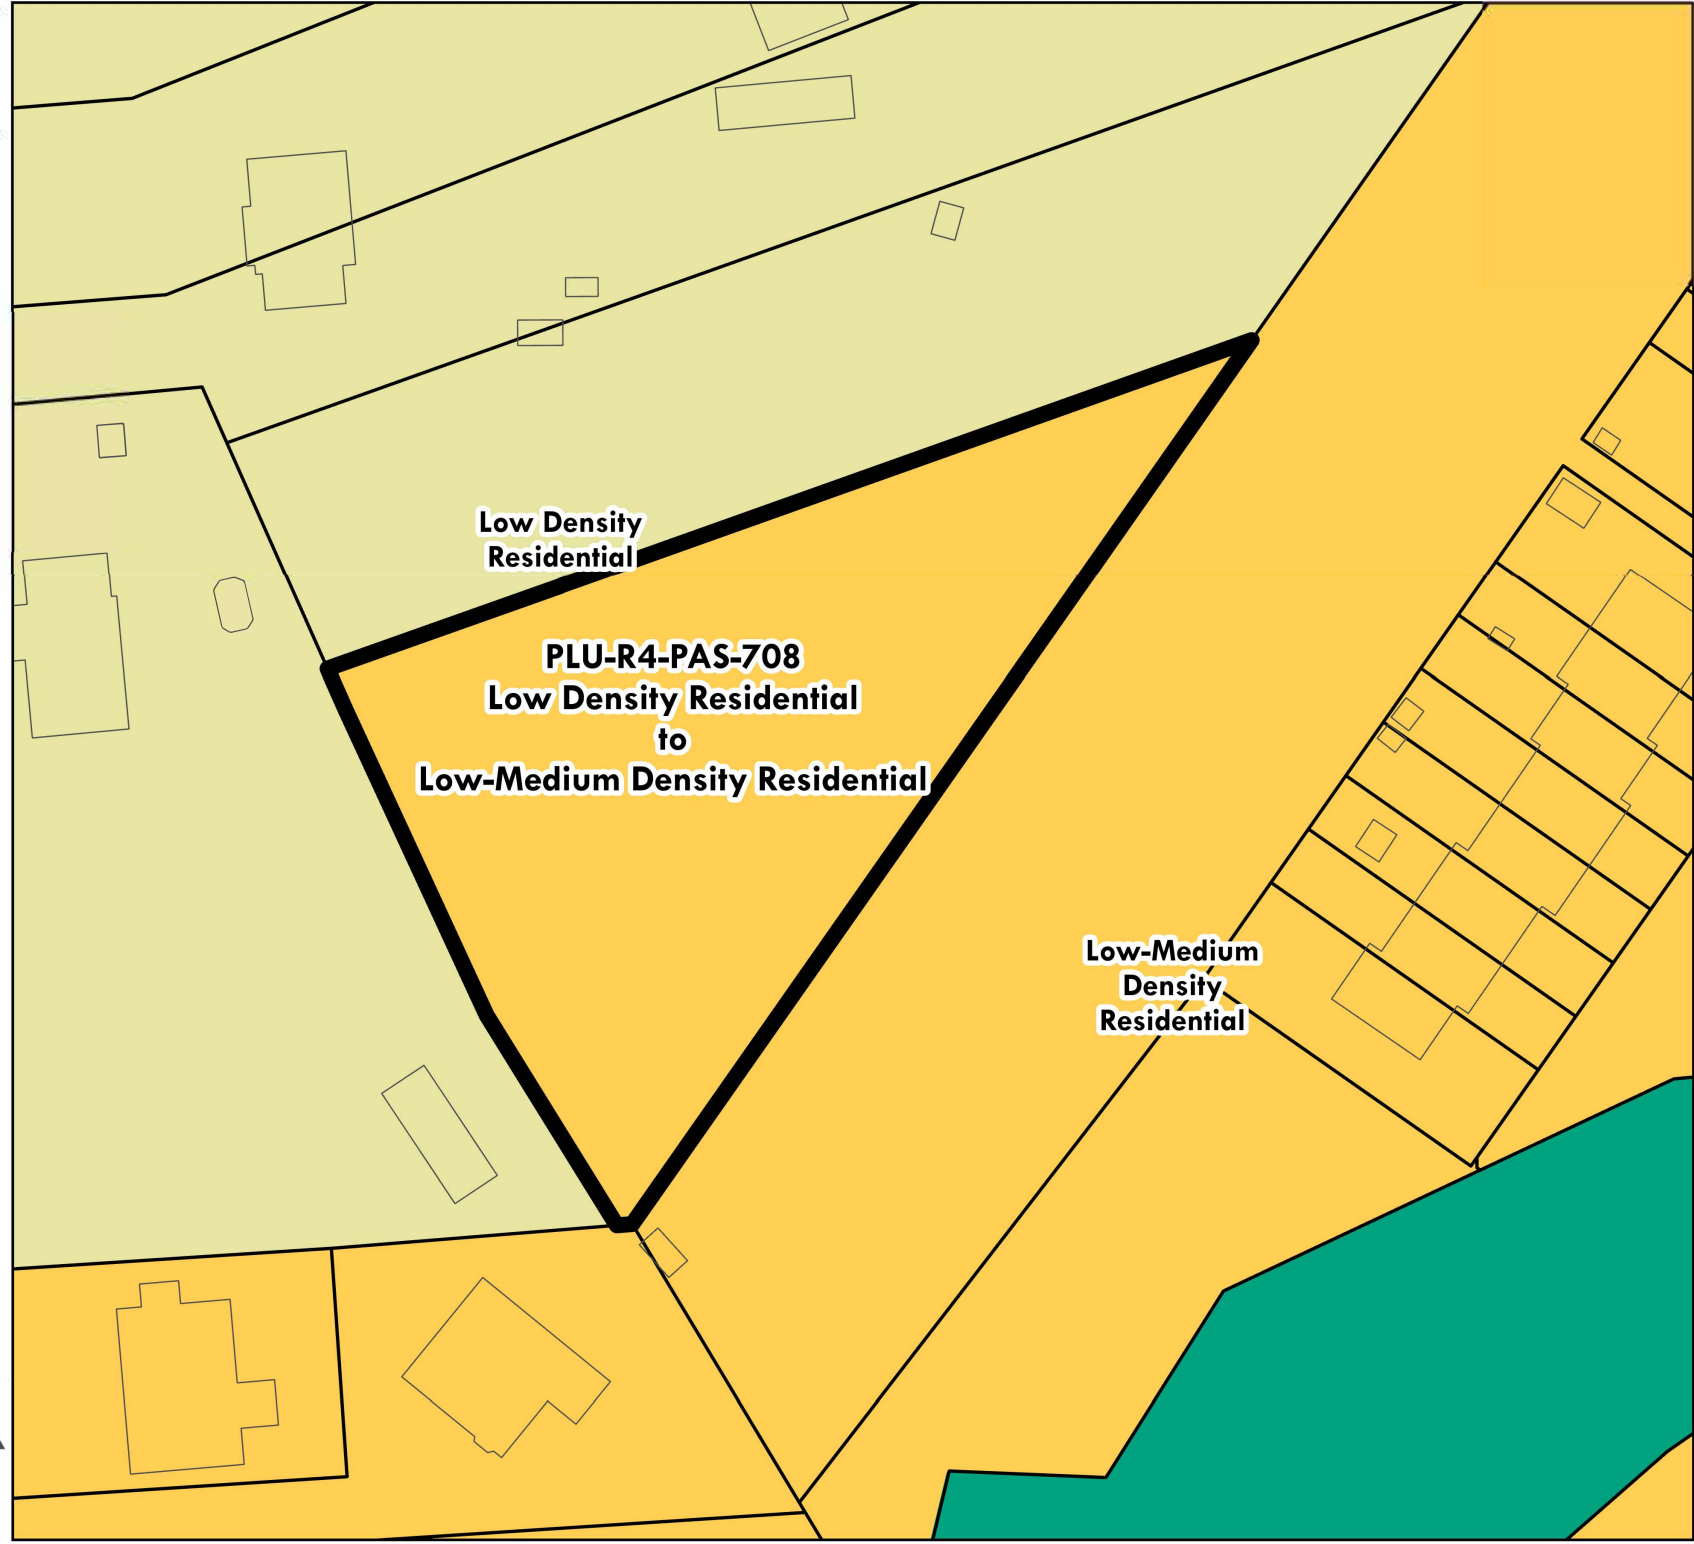 Low Density
Residential
PLU-R4-PAS-708
Low Density Residential
to
Low-Medium Density Residential
Low-Medium
Density
Residential